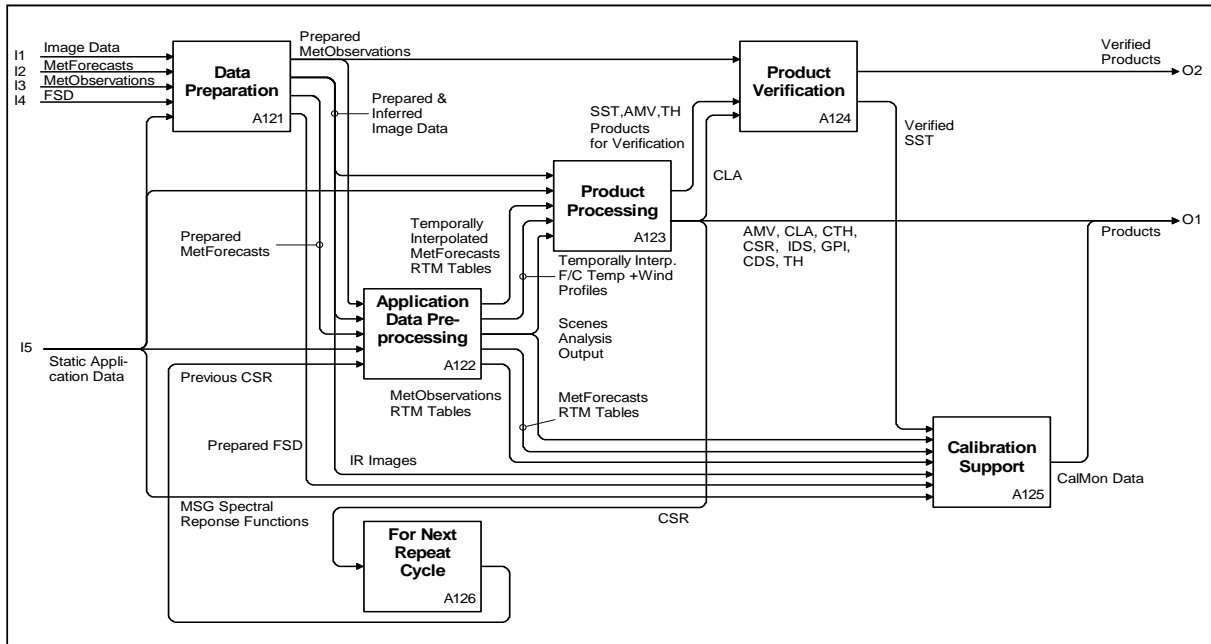 I1
Image Data
I2
MetForecasts
I3
MetObservations
I4
FSD
Data
Preparation
A121
Prepared
MetObservations
Prepared &
Inferred
Image Data
SST,AMV,TH
Products
for Verification
Product
Verification
A124
Verified
Products
O2
Verified
SST
CLA
Product
Processing
A123
O1
Products
AMV, CLA, CTH,
CSR, IDS, GPI,
CDS, TH
Prepared
MetForecasts
Temporally
Interpolated
MetForecasts
RTM Tables
Temporally Interp.
F/C Temp +Wind
Profiles
Application
Data Pre-
processing
A122
Scenes
Analysis
Output
I5
Static Appli-
cation Data
Previous CSR
MetObservations
RTM Tables
MetForecasts
RTM Tables
Prepared FSD
IR Images
Calibration
Support
A125
CalMon Data
MSG Spectral
Reponse Functions
CSR
For Next
Repeat
Cycle
A126